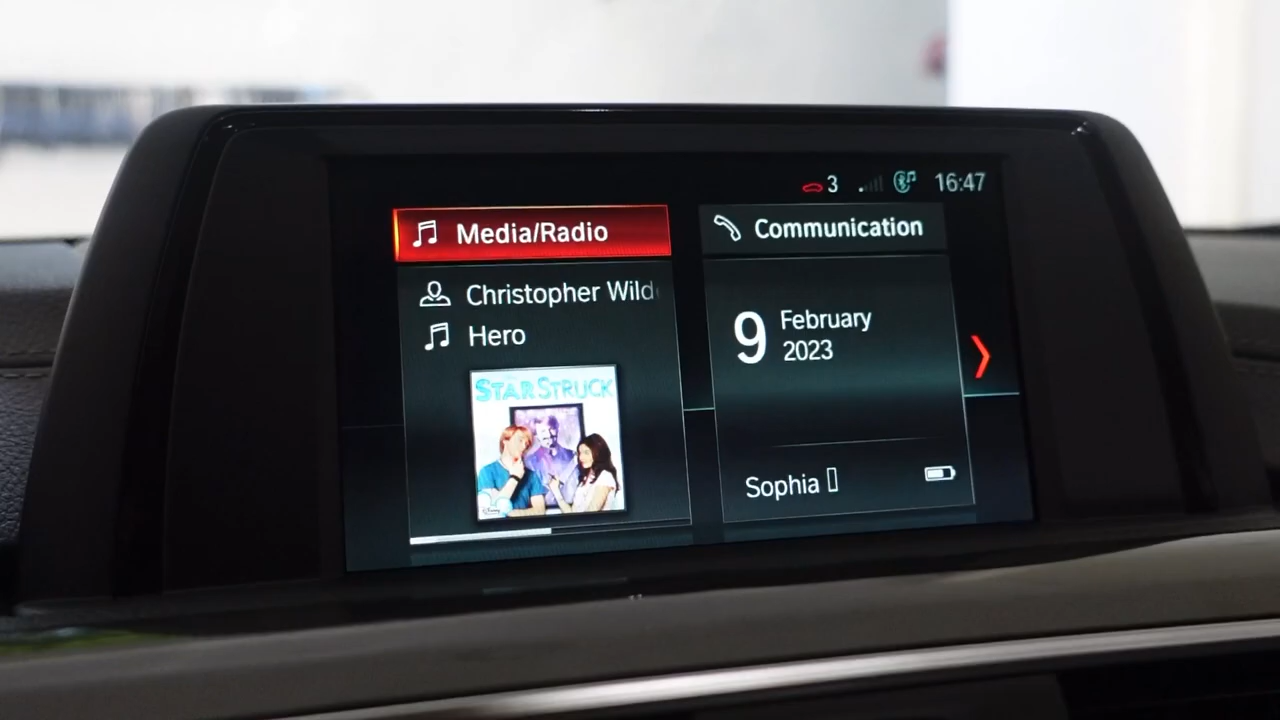 3 16:47
Media/Radio
Communication
Christopher Wild
Hero
STARSTRUCK
9 February
2023
Sophia